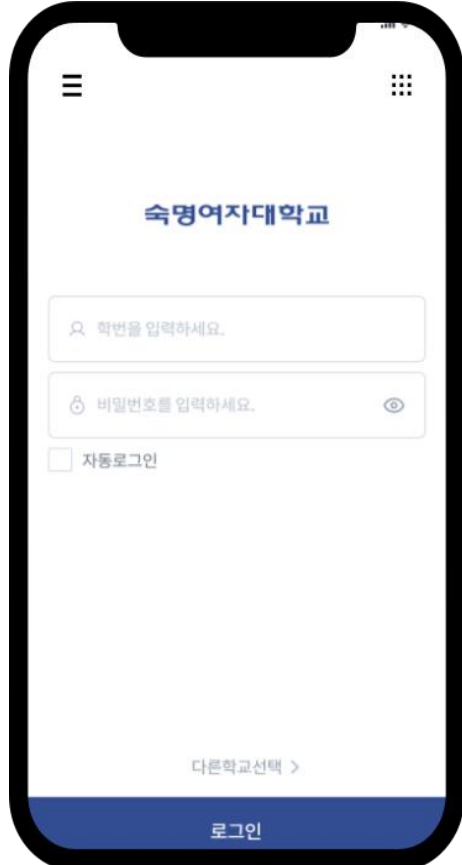 숙명여자대학교
학번을 입력하세요.
비밀번호를 입력하세요.
자동로그인
다른학교선택 >
로그인